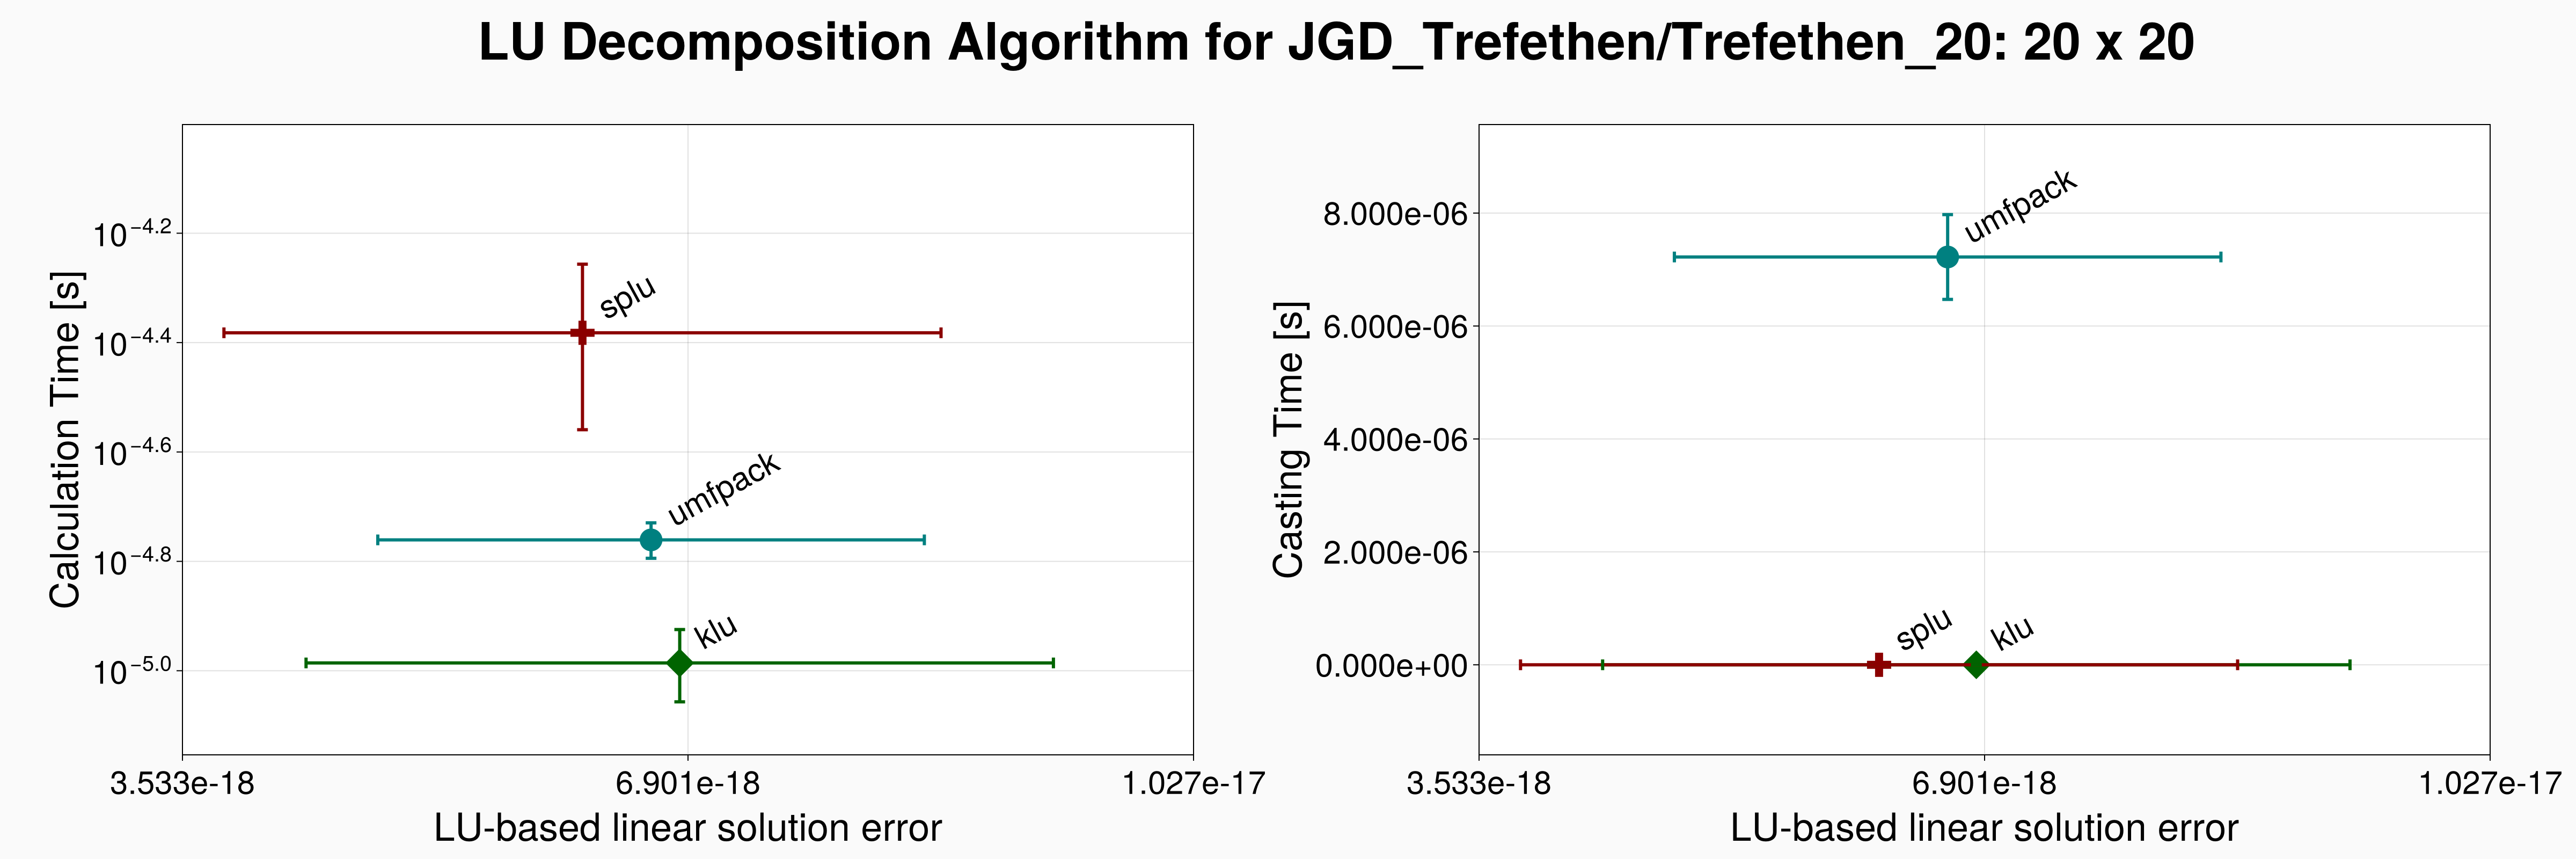 LU Decomposition Algorithm for JGD_Trefethen/Trefethen_20: 20 x 20
Calculation Time [s]
10^−4.2
10^−4.4
10^−4.6
10^−4.8
10^−5.0
splu
umfpack
klu
3.533e-18
6.901e-18
1.027e-17
LU-based linear solution error
Casting Time [s]
8.000e-06
6.000e-06
4.000e-06
2.000e-06
0.000e+00
umfpack
splu
klu
3.533e-18
6.901e-18
1.027e-17
LU-based linear solution error